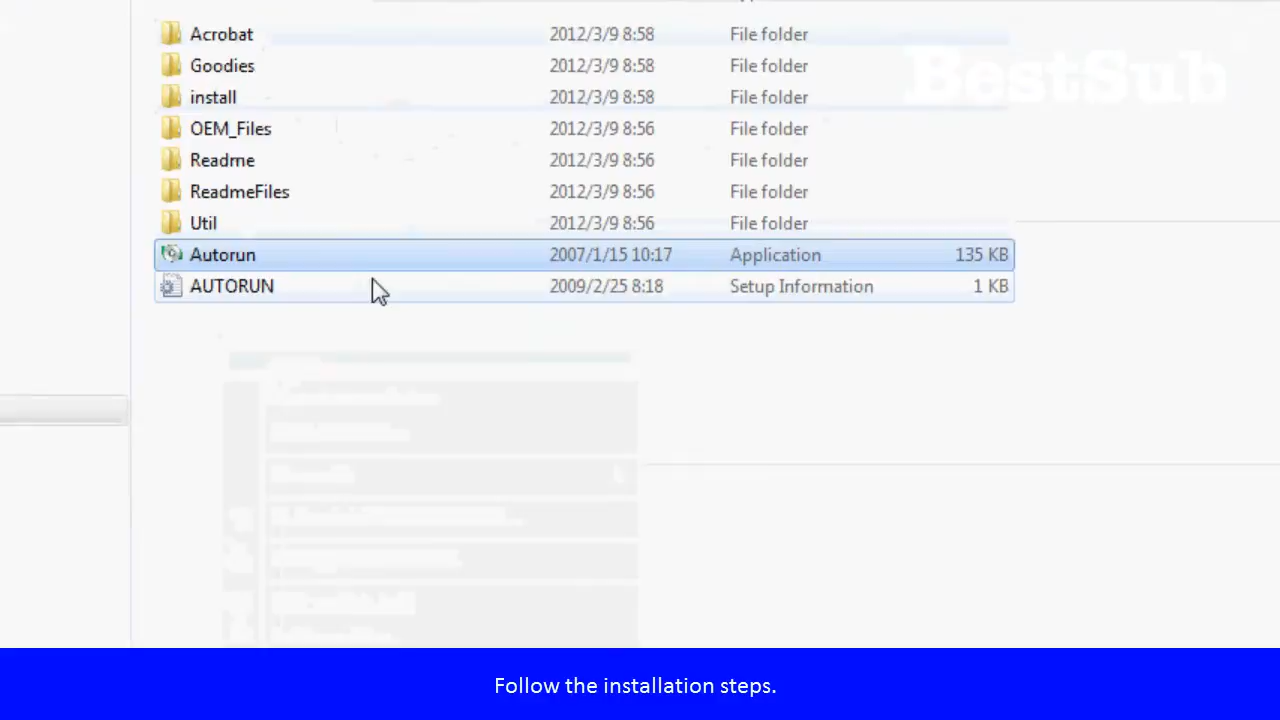 Acrobat 2012/3/9 8:58 File folder
BestSub
Goodies 2012/3/9 8:58 File folder
install 2012/3/9 8:58 File folder
OEM_Files 2012/3/9 8:56 File folder
Readme 2012/3/9 8:56 File folder
ReadmeFiles 2012/3/9 8:56 File folder
Util 2012/3/9 8:56 File folder
Autorun 2007/1/15 10:17 Application 135 KB
AUTORUN 2009/2/25 8:18 Setup Information 1 KB
Follow the installation steps.